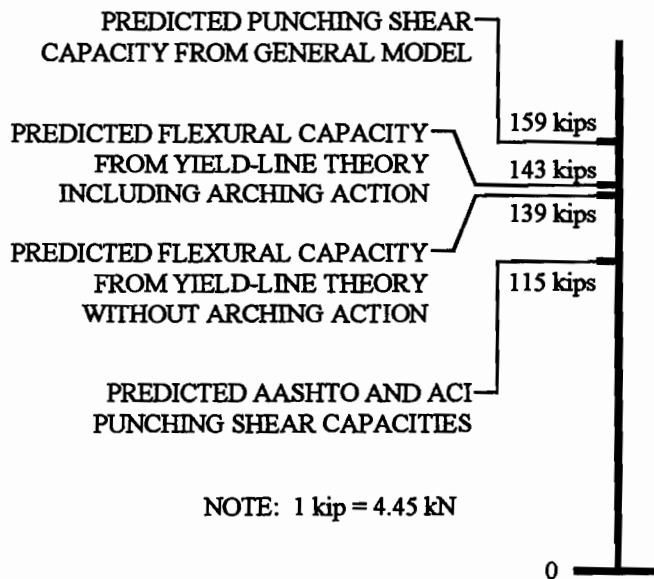 PREDICTED PUNCHING SHEAR
CAPACITY FROM GENERAL MODEL
159 kips
PREDICTED FLEXURAL CAPACITY
FROM YIELD-LINE THEORY
INCLUDING ARCHING ACTION
143 kips
139 kips
PREDICTED FLEXURAL CAPACITY
FROM YIELD-LINE THEORY
WITHOUT ARCHING ACTION
115 kips
PREDICTED AASHTO AND ACI
PUNCHING SHEAR CAPACITIES
NOTE: 1 kip = 4.45 kN
0